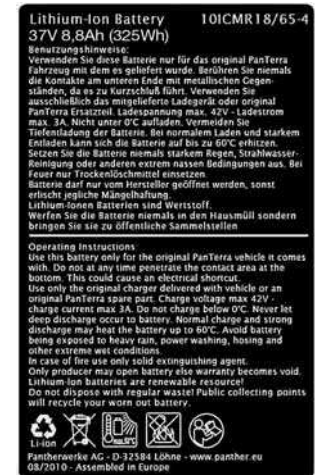 Lithium-Ion Battery 10ICMR18/65-4
37V 8,8Ah (325Wh)
Benutzungshinweise:
Verwenden Sie diese Batterie nur für das original PanTerra
Fahrzeug mit dem es geliefert wurde. Berühren Sie niemals
die Kontakte am unteren Ende mit metallischen Gegen-
ständen, da es zu Kurzschluß führt. Verwenden Sie
ausschließlich das mitgelieferte Ladegerät oder original
PanTerra Ersatzteil. Ladespannung max. 42V - Ladestrom
max. 3A. Nicht unter 0°C aufladen. Vermeiden Sie
Tiefentladung der Batterie. Bei normalem Laden und starkem
Entladen kann sich die Batterie auf bis zu 60°C erhitzen.
Setzen Sie die Batterie niemals starkem Regen, Strahlwasser-
Reinigung oder anderen extrem nassen Bedingungen aus. Bei
Feuer nur Trockenlöschmittel einsetzen.
Batterie darf nur vom Hersteller geöffnet werden, sonst
erlischt jegliche Mängelhaftung.
Lithium-Ionen Batterien sind Wertstoff.
Werfen Sie die Batterie niemals in den Hausmüll sondern
bringen Sie sie zu öffentliche Sammelstellen
Operating Instructions:
Use this battery only for the original PanTerra vehicle it comes
with. Do not at any time penetrate the contact area at the
bottom. This could cause an electrical shortcut.
Use only the original charger delivered with vehicle or an
original PanTerra spare part. Charge voltage max 42V -
charge current max 3A. Do not charge below 0°C. Never let
deep discharge occur to battery. Normal charge and strong
discharge may heat the battery up to 60°C. Avoid battery
being exposed to heavy rain, power washing, hosing and
other extreme wet conditions.
In case of fire use only solid extinguishing agent.
Only producer may open battery else warranty becomes void.
Lithium-Ion batteries are renewable resource!
Do not dispose with regular waste! Public collecting points
will recycle your worn out battery.
Li-ion
Pantherwerke AG - D-32584 Löhne - www.panther.eu
08/2010 - Assembled in Europe